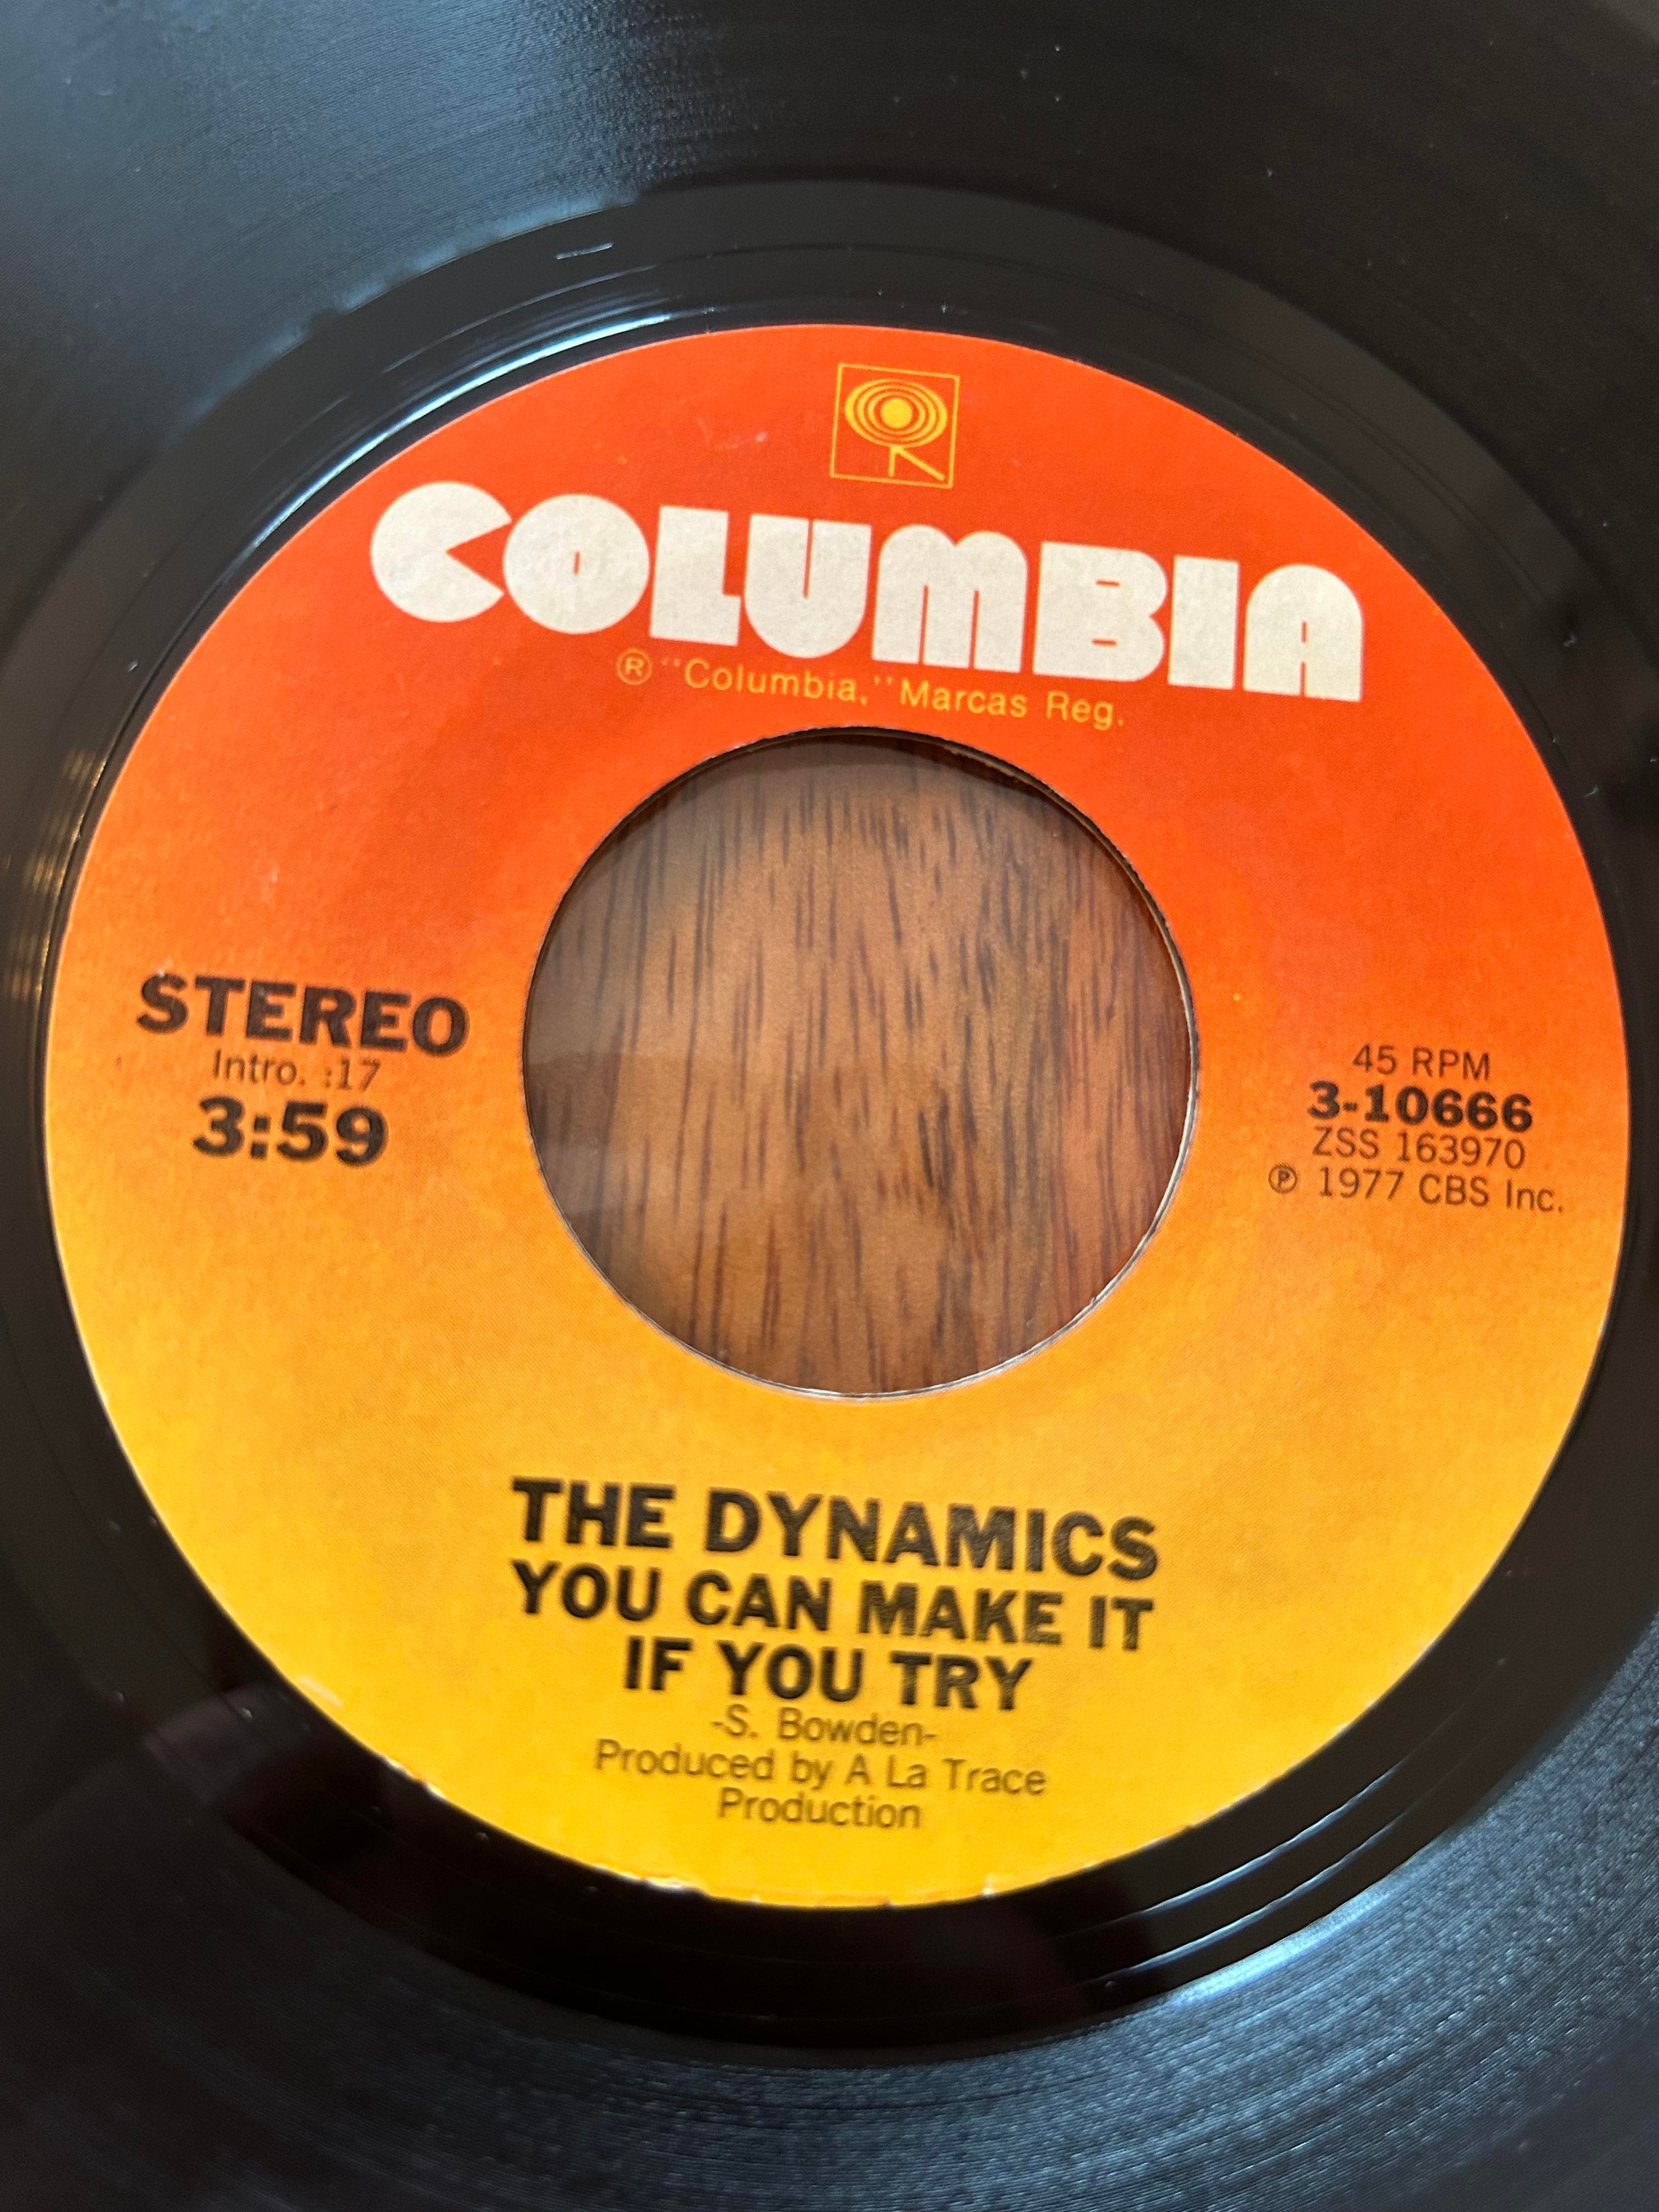 COLUMBIA
® "Columbia," Marcas Reg.
STEREO
Intro. :17
3:59
45 RPM
3-10666
ZSS 163970
℗ 1977 CBS Inc.
THE DYNAMICS
YOU CAN MAKE IT
IF YOU TRY
-S. Bowden-
Produced by A La Trace
Production